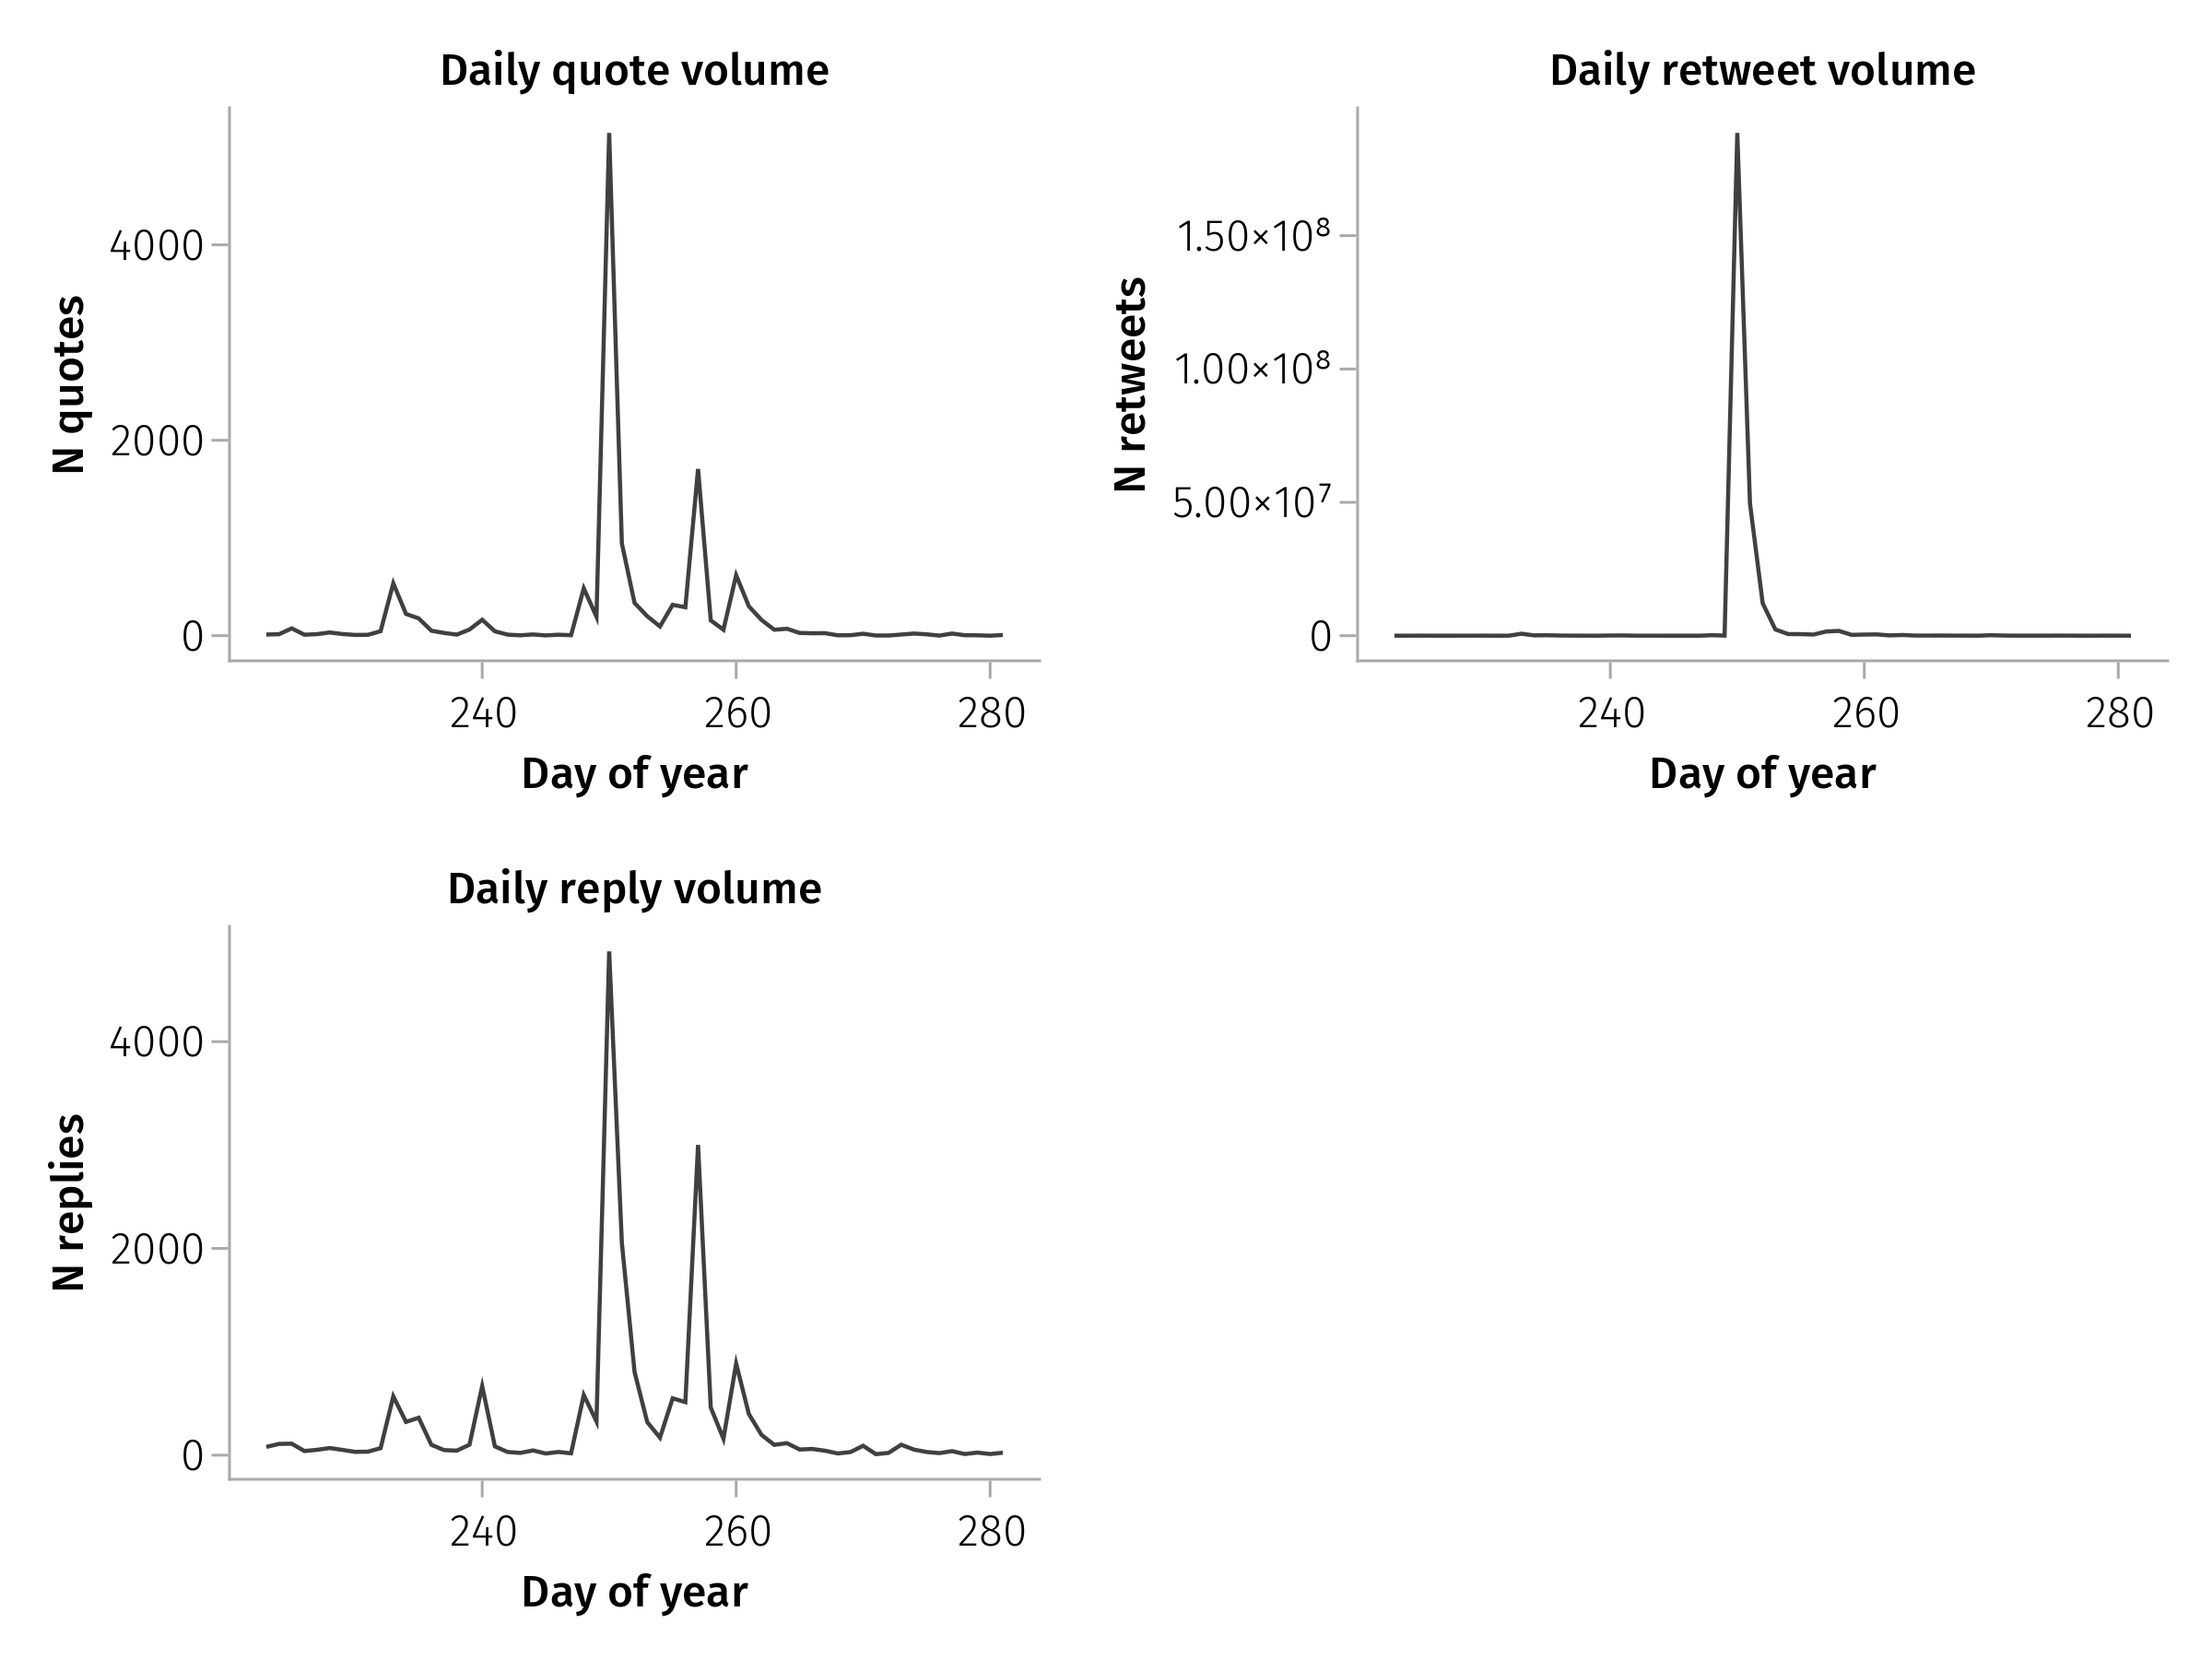 Daily quote volume
N quotes
4000
2000
0
240 260 280
Day of year
Daily retweet volume
N retweets
1.50×10⁸
1.00×10⁸
5.00×10⁷
0
240 260 280
Day of year
Daily reply volume
N replies
4000
2000
0
240 260 280
Day of year